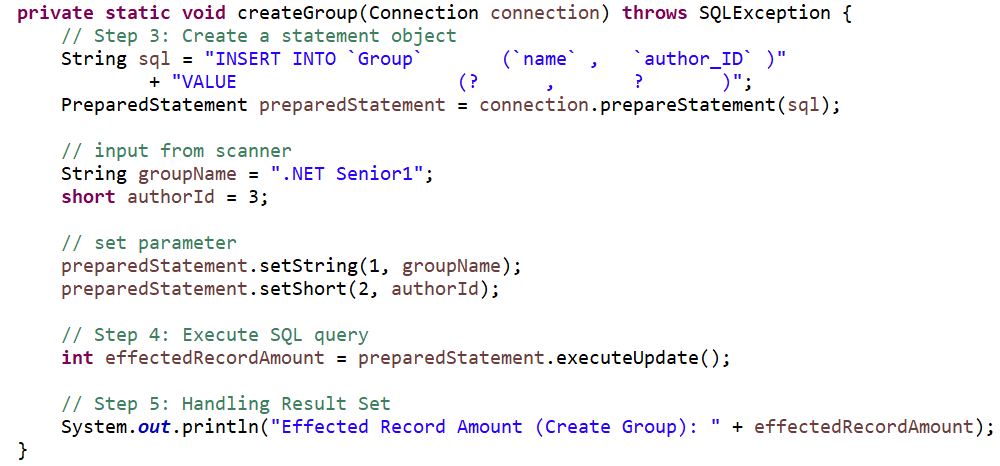 private static void createGroup(Connection connection) throws SQLException {
    // Step 3: Create a statement object
    String sql = "INSERT INTO `Group`       (`name` ,   `author_ID` )"
            + "VALUE                    (?      ,       ?       )";
    PreparedStatement preparedStatement = connection.prepareStatement(sql);

    // input from scanner
    String groupName = ".NET Senior1";
    short authorId = 3;

    // set parameter
    preparedStatement.setString(1, groupName);
    preparedStatement.setShort(2, authorId);

    // Step 4: Execute SQL query
    int effectedRecordAmount = preparedStatement.executeUpdate();

    // Step 5: Handling Result Set
    System.out.println("Effected Record Amount (Create Group): " + effectedRecordAmount);
}